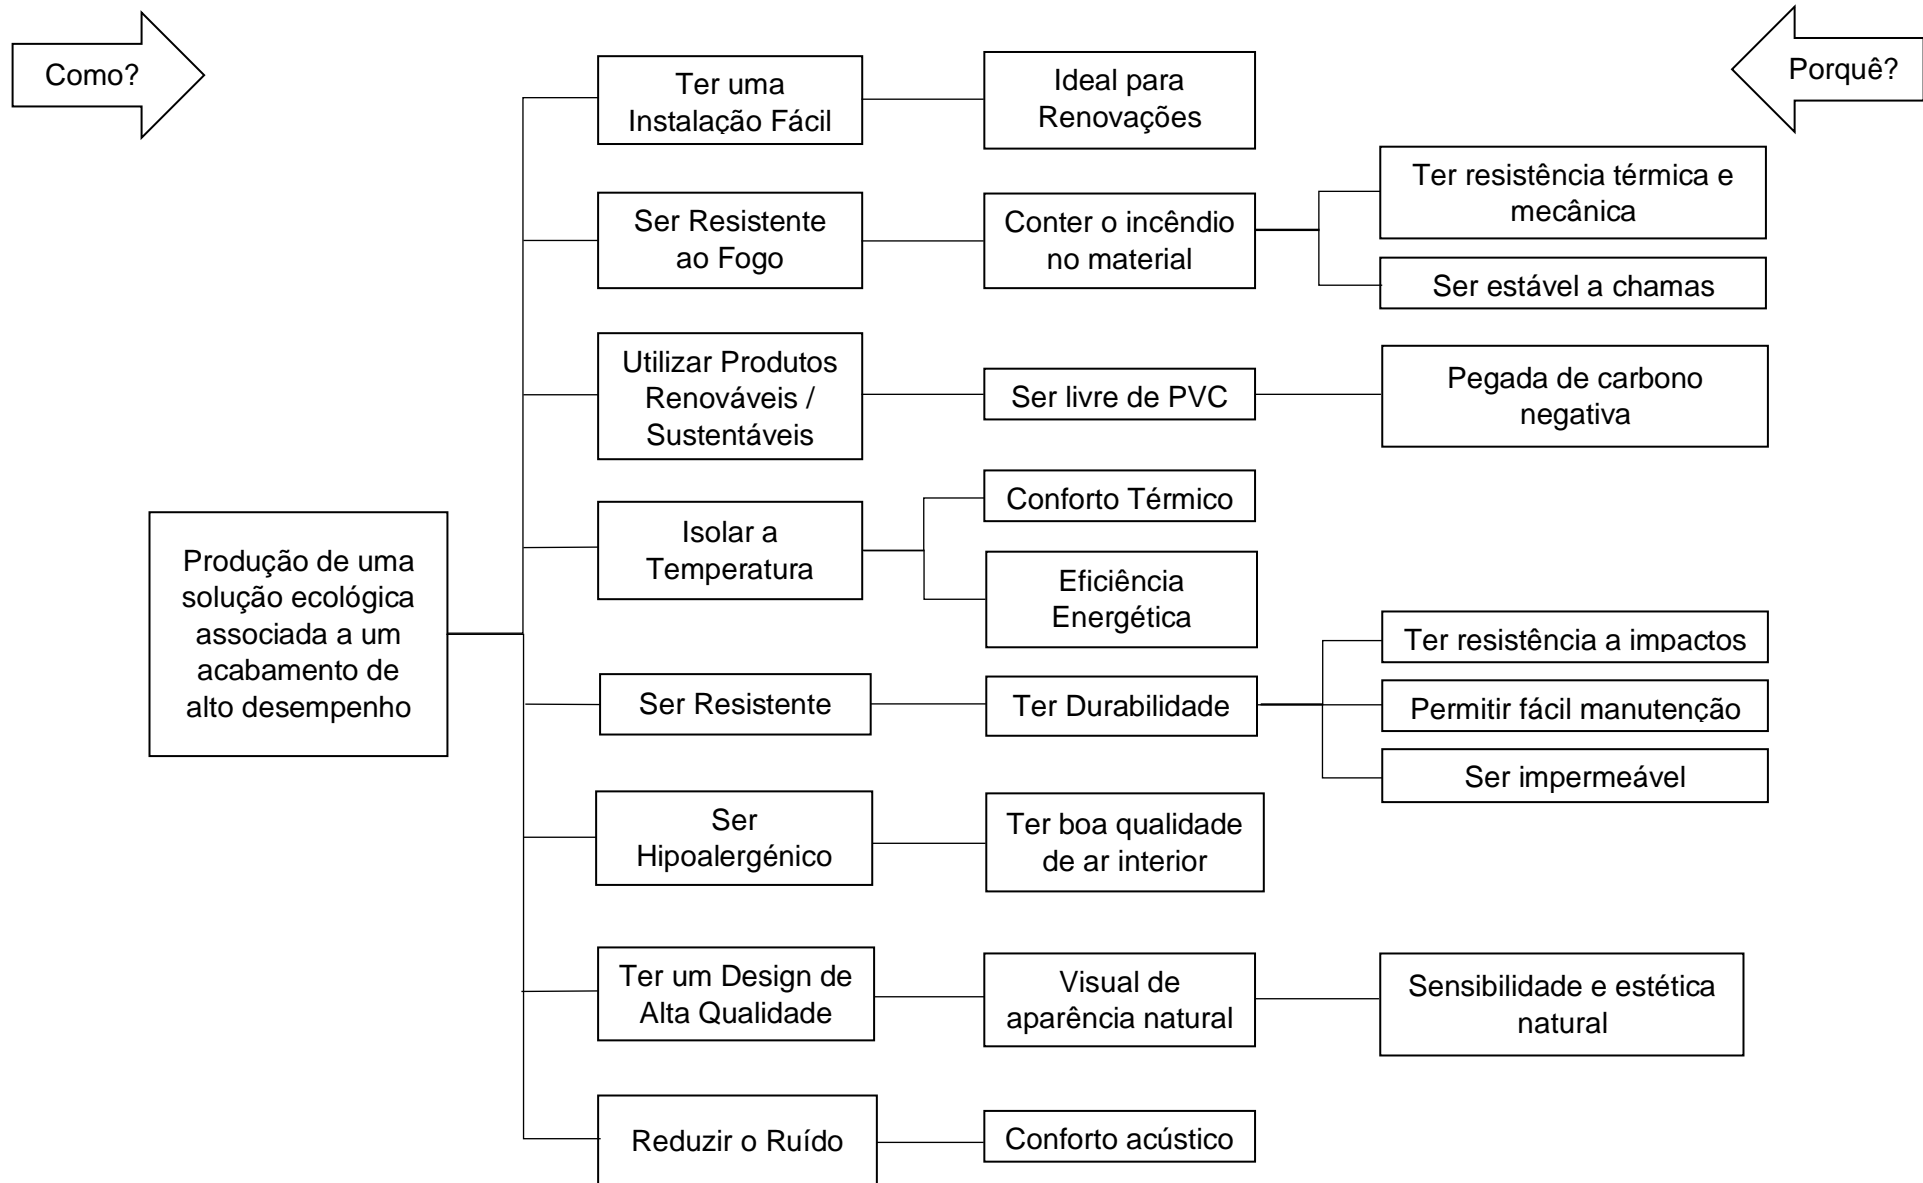 Como?
Porquê?
Ter uma
Instalação Fácil
Ideal para
Renovações
Ser Resistente
ao Fogo
Conter o incêndio
no material
Ter resistência térmica e
mecânica
Ser estável a chamas
Utilizar Produtos
Renováveis /
Sustentáveis
Ser livre de PVC
Pegada de carbono
negativa
Produção de uma
solução ecológica
associada a um
acabamento de
alto desempenho
Isolar a
Temperatura
Conforto Térmico
Eficiência
Energética
Ser Resistente
Ter Durabilidade
Ter resistência a impactos
Permitir fácil manutenção
Ser impermeável
Ser
Hipoalergénico
Ter boa qualidade
de ar interior
Ter um Design de
Alta Qualidade
Visual de
aparência natural
Sensibilidade e estética
natural
Reduzir o Ruído
Conforto acústico